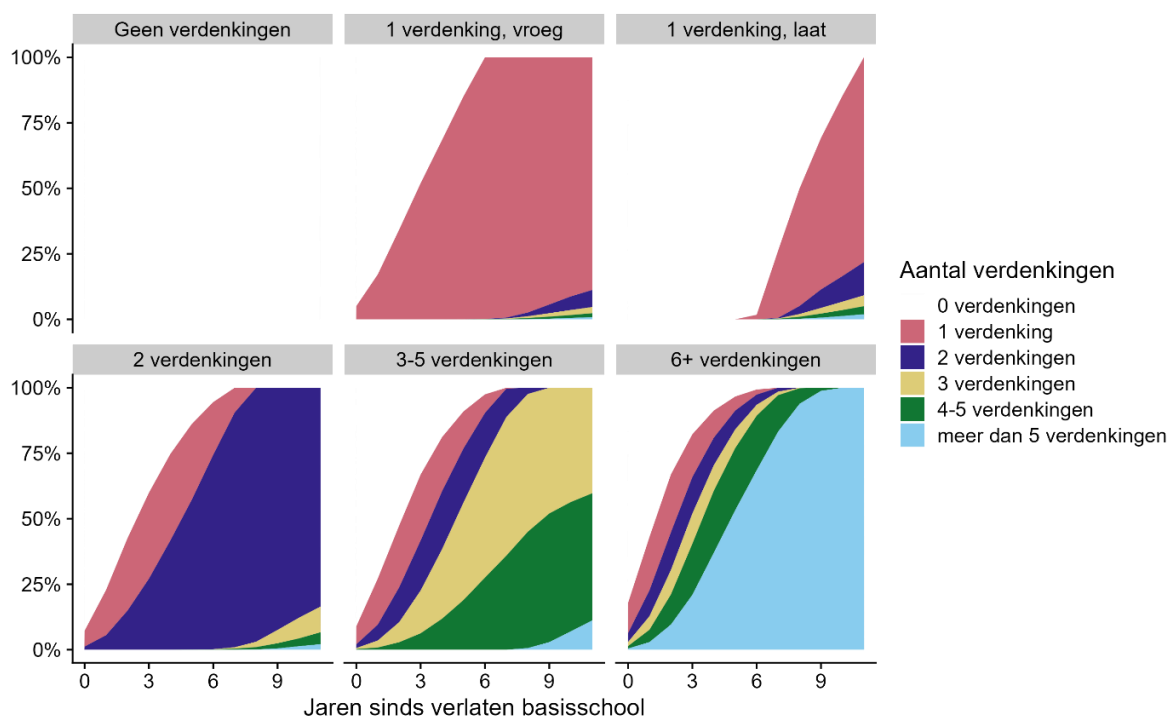 Geen verdenkingen
1 verdenking, vroeg
1 verdenking, laat
100%
75%
50%
25%
0%
2 verdenkingen
3-5 verdenkingen
6+ verdenkingen
100%
75%
50%
25%
0%
0 3 6 9
0 3 6 9
0 3 6 9
Jaren sinds verlaten basisschool
Aantal verdenkingen
0 verdenkingen
1 verdenking
2 verdenkingen
3 verdenkingen
4-5 verdenkingen
meer dan 5 verdenkingen